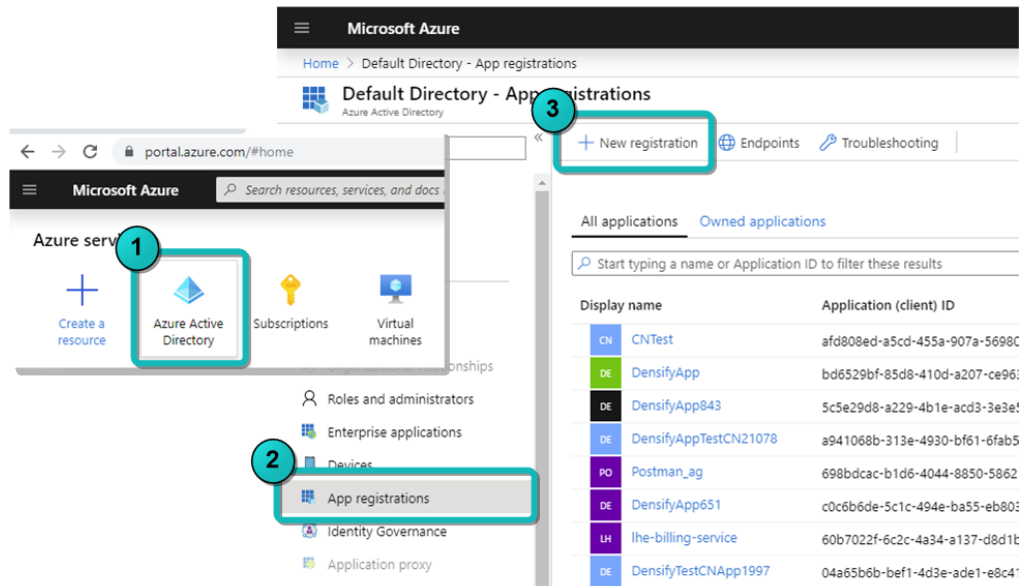 Microsoft Azure
Home > Default Directory - App registrations
Default Directory - App registrations
Azure Active Directory
3
+ New registration
Endpoints
Troubleshooting
«
All applications
Owned applications
Start typing a name or Application ID to filter these results
Display name
Application (client) ID
CN
CNTest
afd808ed-a5cd-455a-907a-5698
DE
DensifyApp
bd6529bf-85d8-410d-a207-ce96
DE
DensifyApp843
5c5e29d8-a229-4b1e-acd3-3e3e
DE
DensifyAppTestCN21078
a941068b-313e-4930-bf61-6fab5
PO
Postman_ag
698bdcac-b1d6-4044-8850-5862
DE
DensifyApp651
c0c6b6de-5c1c-494e-ba55-eb80
LH
lhe-billing-service
60b7022f-6c2c-4a34-a137-d8d1
DE
DensifyTestCNApp1997
04a65b6b-bef1-4d3e-ade1-e8c4
portal.azure.com/#home
Microsoft Azure
Search resources, services, and docs
Azure serv
1
Create a
resource
Azure Active
Directory
Subscriptions
Virtual
machines
Roles and administrators
Enterprise applications
2
Devices
App registrations
Identity Governance
Application proxy